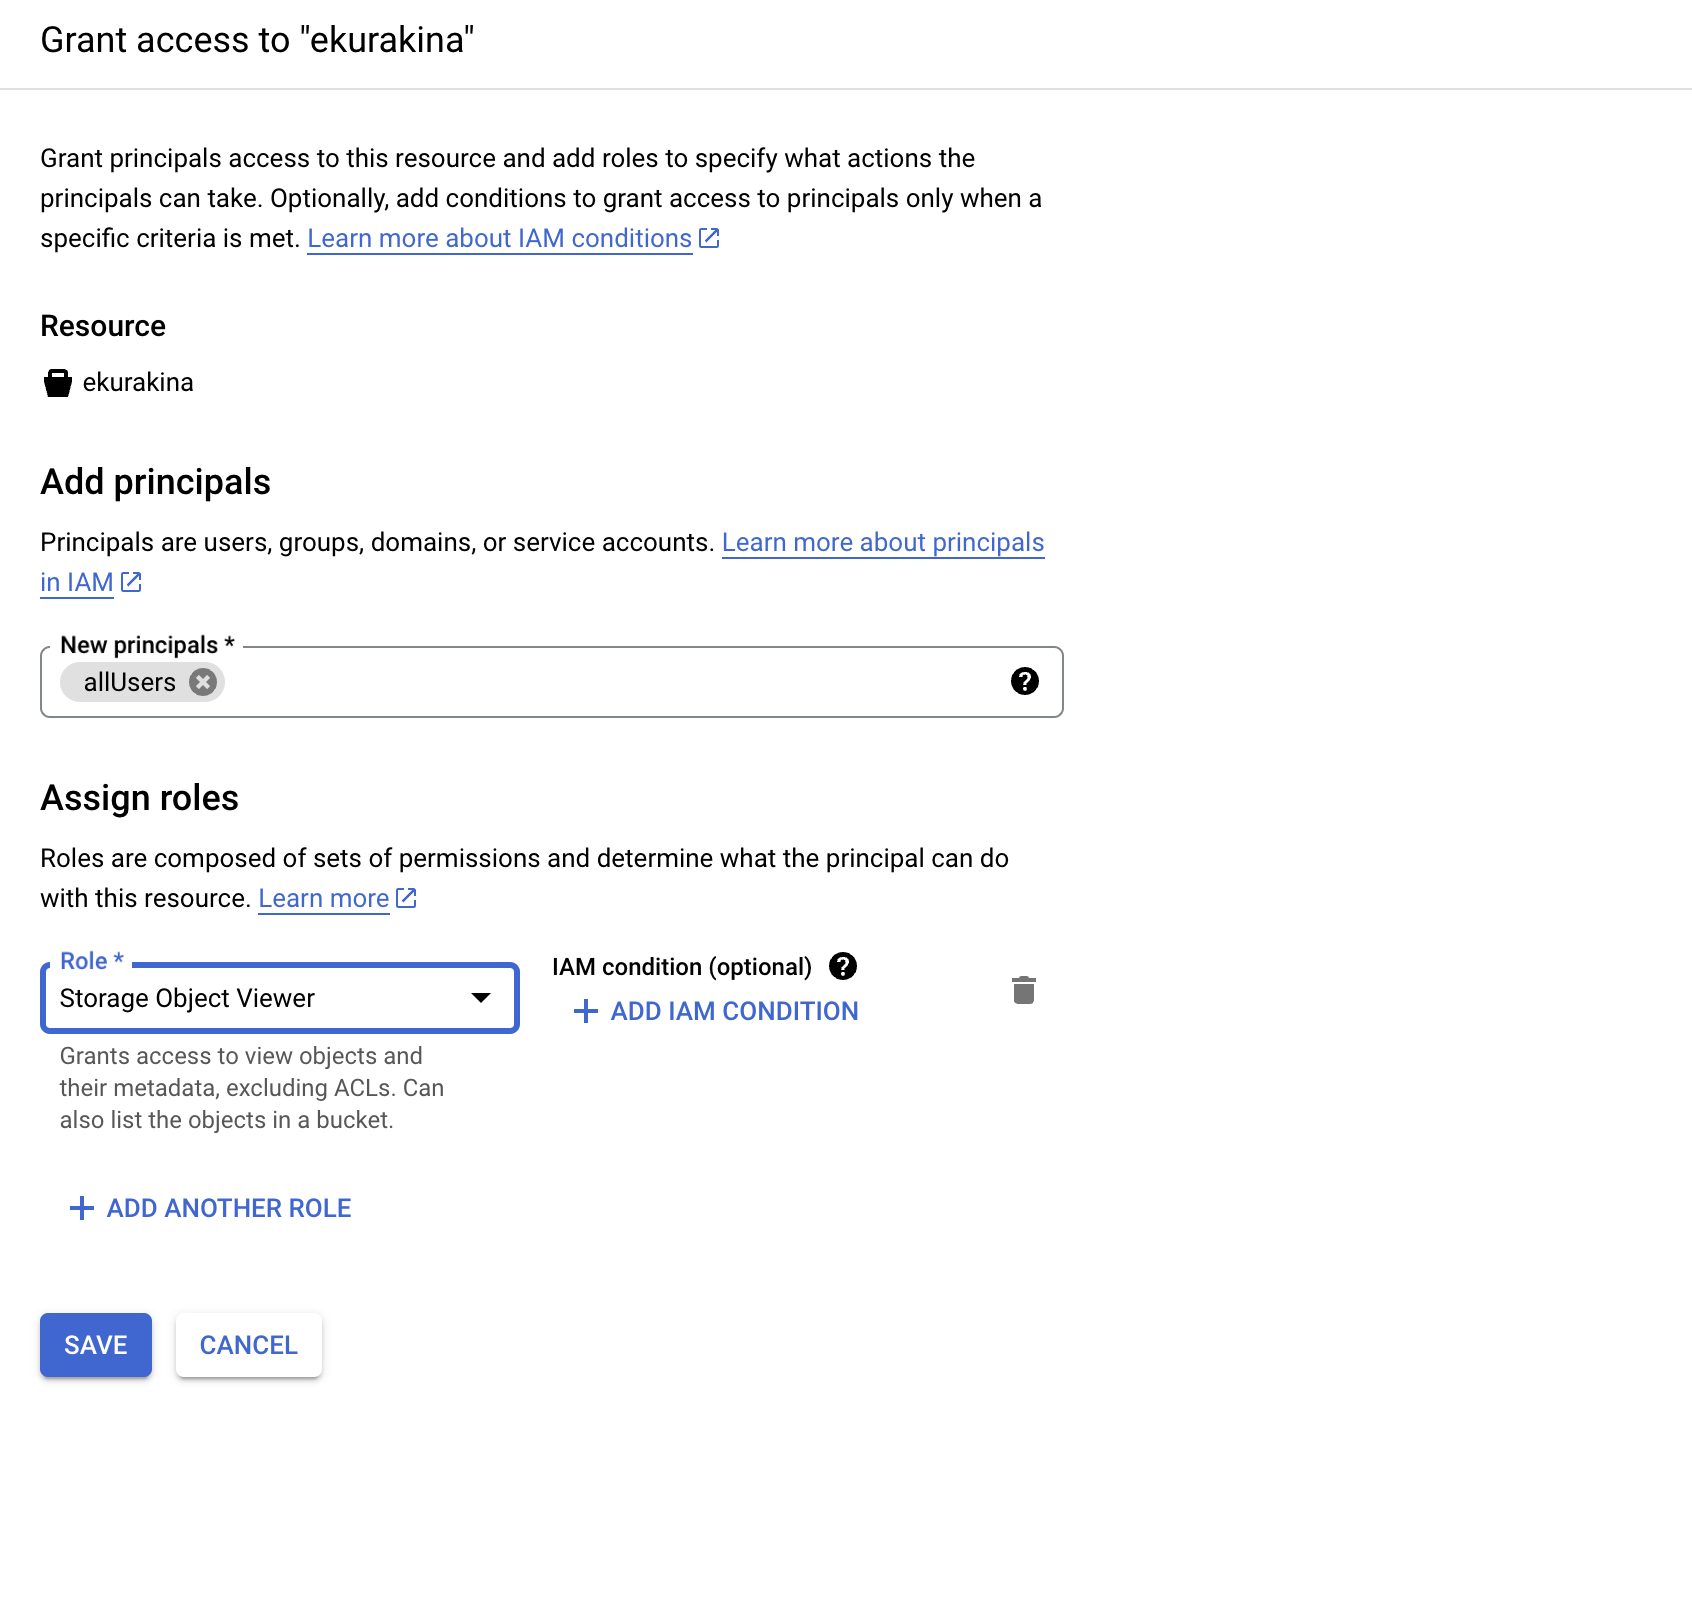 Grant access to "ekurakina"
Grant principals access to this resource and add roles to specify what actions the
principals can take. Optionally, add conditions to grant access to principals only when a
specific criteria is met. Learn more about IAM conditions
Resource
ekurakina
Add principals
Principals are users, groups, domains, or service accounts. Learn more about principals
in IAM
New principals *
allUsers
Assign roles
Roles are composed of sets of permissions and determine what the principal can do
with this resource. Learn more
Role *
Storage Object Viewer
Grants access to view objects and
their metadata, excluding ACLs. Can
also list the objects in a bucket.
IAM condition (optional)
+ ADD IAM CONDITION
+ ADD ANOTHER ROLE
SAVE
CANCEL